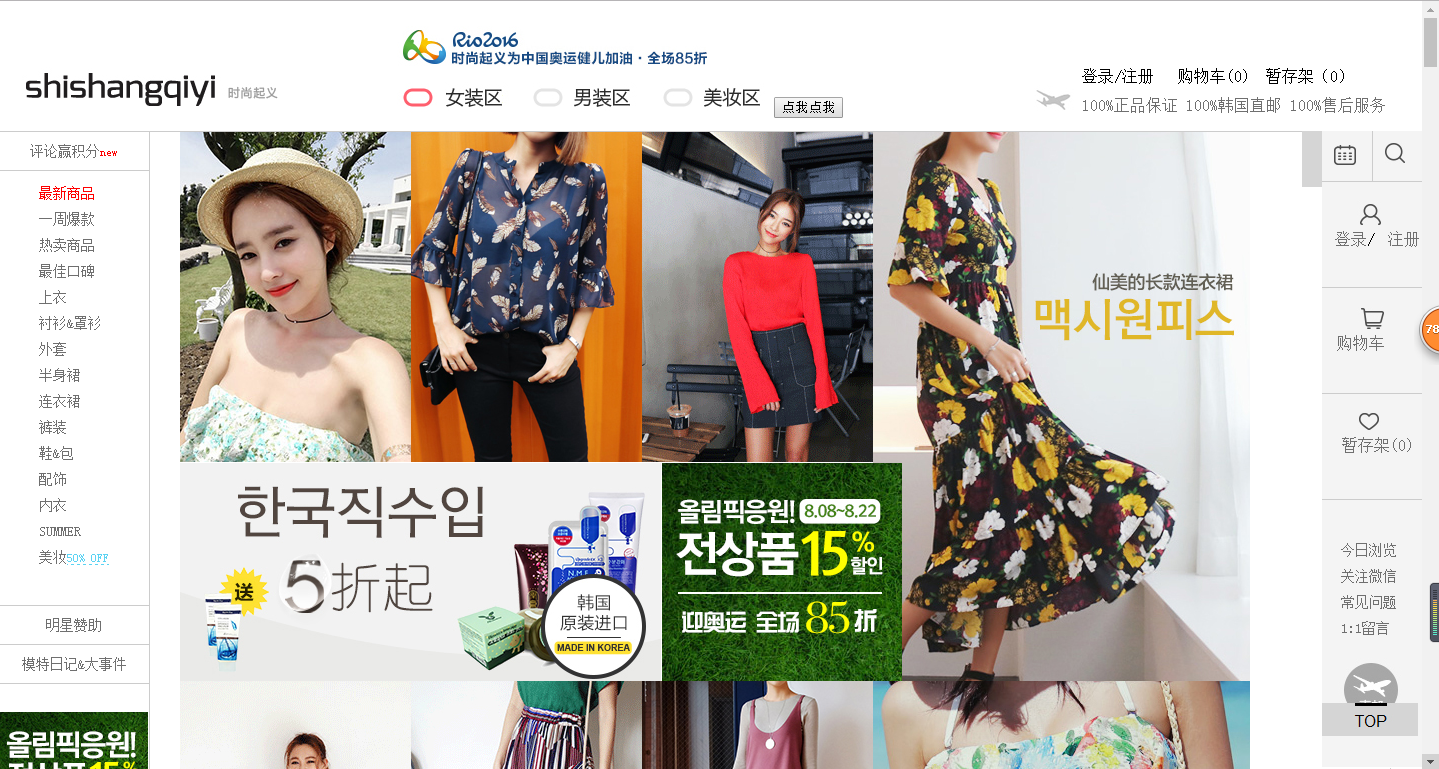 Rio2016
时尚起义为中国奥运健儿加油·全场85折
shishangqiyi 时尚起义
女装区 男装区 美妆区 点我点我
登录/注册 购物车(0) 暂存架（0）
100%正品保证 100%韩国直邮 100%售后服务
评论赢积分new
最新商品
一周爆款
热卖商品
最佳口碑
上衣
衬衫&罩衫
外套
半身裙
连衣裙
裤装
鞋&包
配饰
内衣
SUMMER
美妆50% OFF
明星赞助
模特日记&大事件
올림픽응원!
仙美的长款连衣裙
맥시원피스
한국직수입
送
5折起
韩国
原装进口
MADE IN KOREA
올림픽응원! 8.08~8.22
전상품15%할인
迎奥运 全场85折
登录/ 注册
购物车
暂存架(0)
今日浏览
关注微信
常见问题
1:1留言
TOP
78